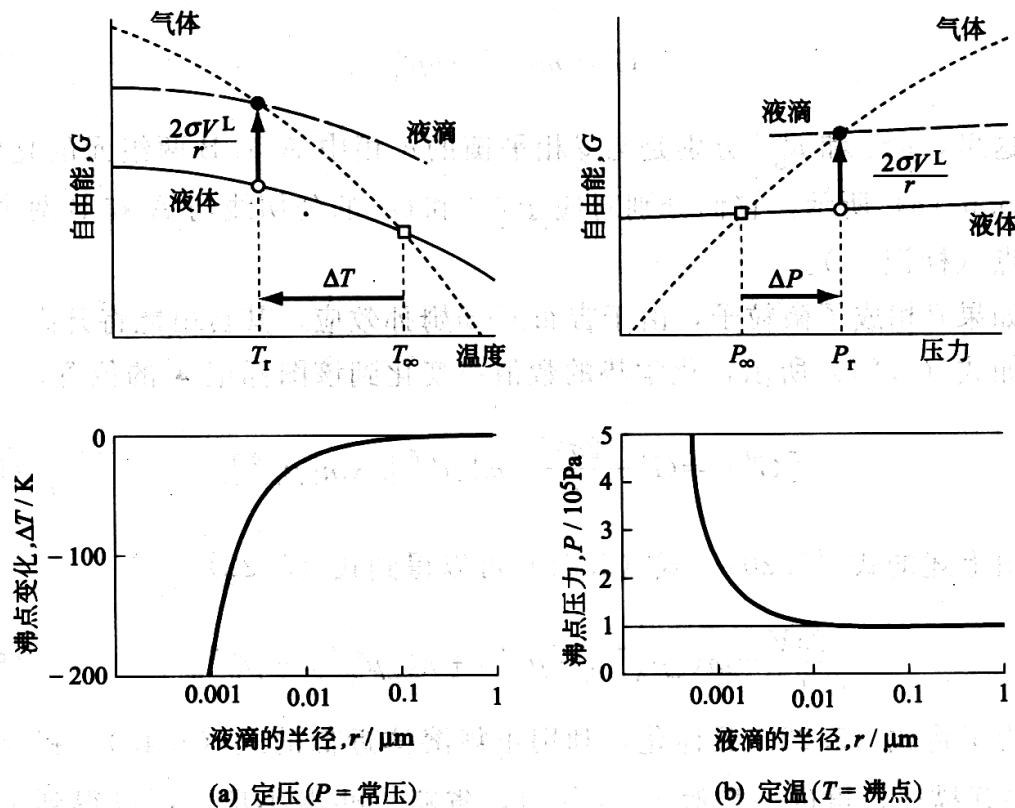 气体
液滴
2σV^L
r
液体
自由能,G
ΔT
T_r
T_∞
温度
气体
液滴
2σV^L
r
液体
自由能,G
ΔP
P_∞
P_r
压力
0
-100
-200
沸点变化,ΔT / K
0.001
0.01
0.1
1
液滴的半径,r / μm
(a) 定压(P = 常压)
5
4
3
2
1
0
沸点压力,P / 10^5Pa
0.001
0.01
0.1
1
液滴的半径,r / μm
(b) 定温(T = 沸点)